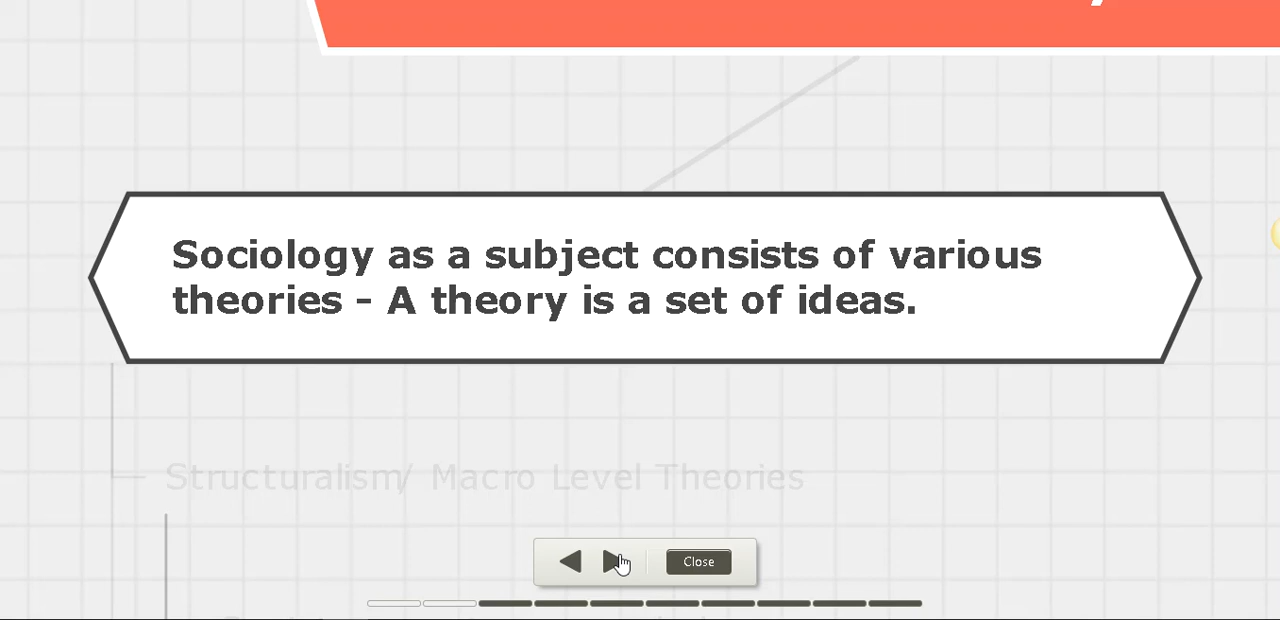 Sociology as a subject consists of various
theories - A theory is a set of ideas.
Structuralism/ Macro Level Theories
Close